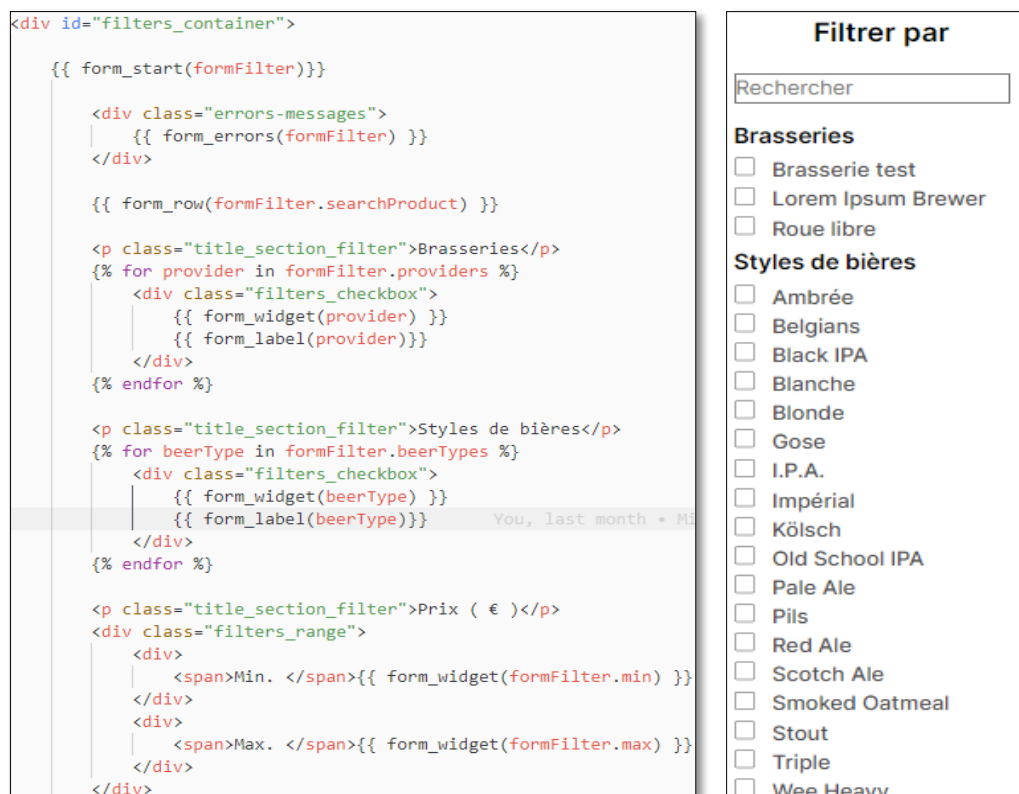 <div id="filters_container">
{{ form_start(formFilter)}}
<div class="errors-messages">
{{ form_errors(formFilter) }}
</div>
{{ form_row(formFilter.searchProduct) }}
<p class="title_section_filter">Brasseries</p>
{% for provider in formFilter.providers %}
<div class="filters_checkbox">
{{ form_widget(provider) }}
{{ form_label(provider)}}
</div>
{% endfor %}
<p class="title_section_filter">Styles de bières</p>
{% for beerType in formFilter.beerTypes %}
<div class="filters_checkbox">
{{ form_widget(beerType) }}
{{ form_label(beerType)}} You, last month • Mi
</div>
{% endfor %}
<p class="title_section_filter">Prix ( € )</p>
<div class="filters_range">
<div>
<span>Min. </span>{{ form_widget(formFilter.min) }}
</div>
<div>
<span>Max. </span>{{ form_widget(formFilter.max) }}
</div>
</div>
Filtrer par
Rechercher
Brasseries
Brasserie test
Lorem Ipsum Brewer
Roue libre
Styles de bières
Ambrée
Belgians
Black IPA
Blanche
Blonde
Gose
I.P.A.
Impérial
Kölsch
Old School IPA
Pale Ale
Pils
Red Ale
Scotch Ale
Smoked Oatmeal
Stout
Triple
Wee Heavy